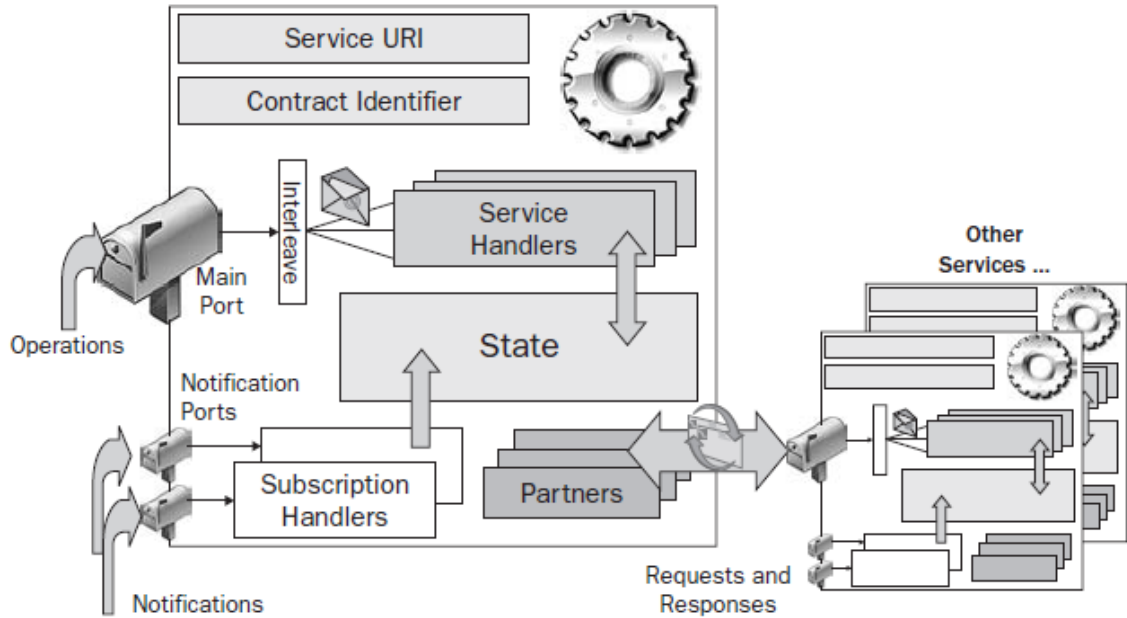 Service URI
Contract Identifier
Interleave
Service
Handlers
Main
Port
Operations
State
Other
Services ...
Notification
Ports
Subscription
Handlers
Partners
Notifications
Requests and
Responses